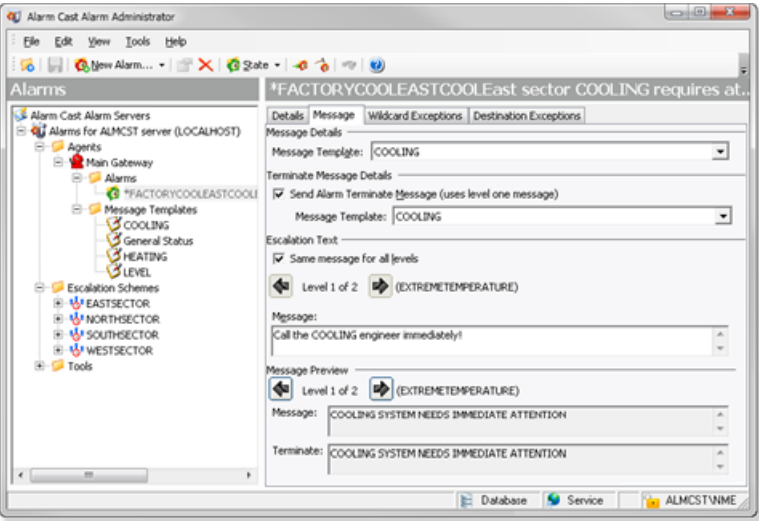 Alarm Cast Alarm Administrator
File Edit View Tools Help
New Alarm... State
Alarms
*FACTORYCOOLEASTCOOLEast sector COOLING requires at...
Alarm Cast Alarm Servers
Alarms for ALMCST server (LOCALHOST)
Agents
Main Gateway
Alarms
*FACTORYCOOLEASTCOOLE
Message Templates
COOLING
General Status
HEATING
LEVEL
Escalation Schemes
EASTSECTOR
NORTHSECTOR
SOUTHSECTOR
WESTSECTOR
Tools
Details Message Wildcard Exceptions Destination Exceptions
Message Details
Message Template: COOLING
Terminate Message Details
Send Alarm Terminate Message (uses level one message)
Message Template: COOLING
Escalation Text
Same message for all levels
Level 1 of 2 (EXTREMETEMPERATURE)
Message:
Call the COOLING engineer immediately!
Message Preview
Level 1 of 2 (EXTREMETEMPERATURE)
Message: COOLING SYSTEM NEEDS IMMEDIATE ATTENTION
Terminate: COOLING SYSTEM NEEDS IMMEDIATE ATTENTION
Database Service ALMCST\NME